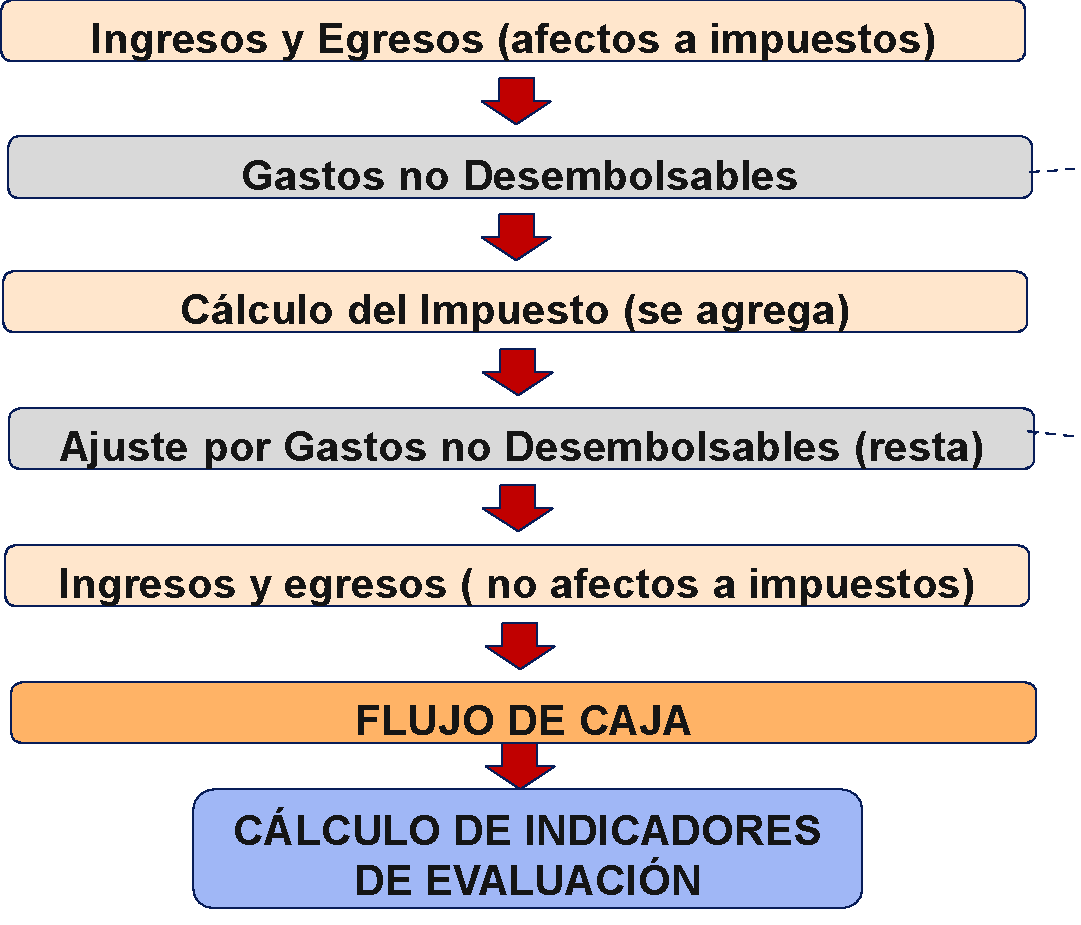 Ingresos y Egresos (afectos a impuestos)
Gastos no Desembolsables
Cálculo del Impuesto (se agrega)
Ajuste por Gastos no Desembolsables (resta)
Ingresos y egresos ( no afectos a impuestos)
FLUJO DE CAJA
CÁLCULO DE INDICADORES
DE EVALUACIÓN